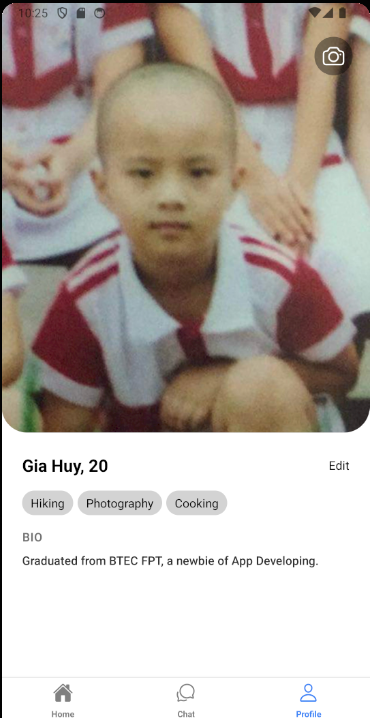 10:25
Gia Huy, 20
Edit
Hiking Photography Cooking
BIO
Graduated from BTEC FPT, a newbie of App Developing.
Home Chat Profile